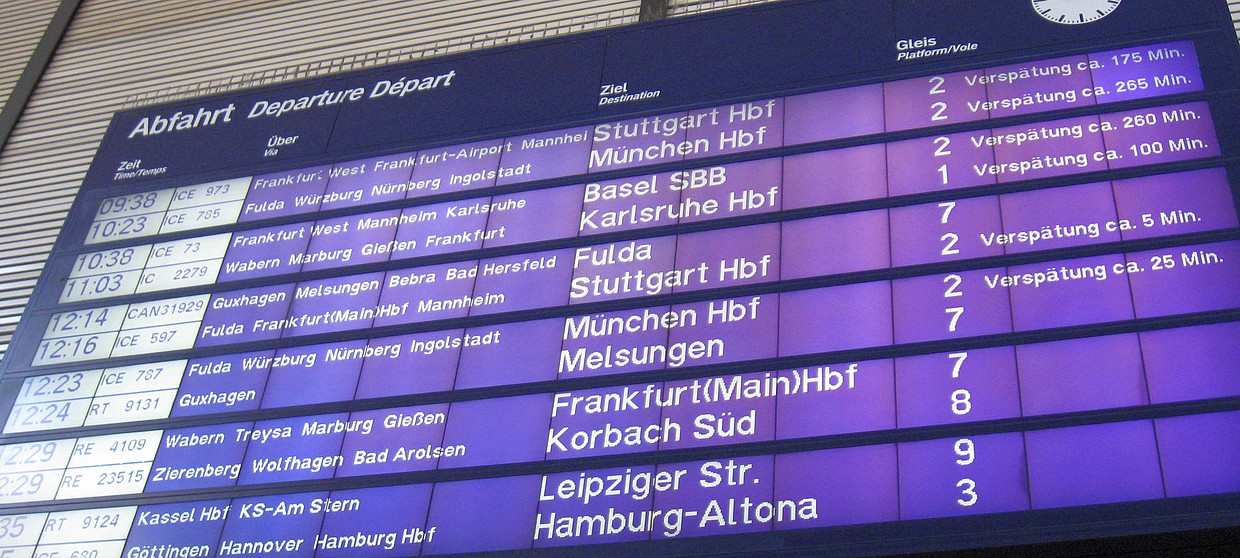 Abfahrt Departure Départ
Zeit Über Ziel Gleis
Time/Temps Via Destination Platform/Voie
09:38 ICE 973 Frankfurt West Frankfurt-Airport Mannhei Stuttgart Hbf 2 Verspätung ca. 175 Min.
10:23 ICE 785 Fulda Würzburg Nürnberg Ingolstadt München Hbf 2 Verspätung ca. 265 Min.
10:38 ICE 73 Frankfurt West Mannheim Karlsruhe Basel SBB 2 Verspätung ca. 260 Min.
11:03 IC 2279 Wabern Marburg Gießen Frankfurt Karlsruhe Hbf 1 Verspätung ca. 100 Min.
12:14 CAN31929 Guxhagen Melsungen Bebra Bad Hersfeld Fulda 7
12:16 ICE 597 Fulda Frankfurt(Main)Hbf Mannheim Stuttgart Hbf 2 Verspätung ca. 5 Min.
12:23 ICE 787 Fulda Würzburg Nürnberg Ingolstadt München Hbf 2 Verspätung ca. 25 Min.
12:24 RT 9131 Guxhagen Melsungen 7
12:29 RE 4109 Wabern Treysa Marburg Gießen Frankfurt(Main)Hbf 7
2:29 RE 23515 Zierenberg Wolfhagen Bad Arolsen Korbach Süd 8
35 RT 9124 Kassel Hbf KS-Am Stern Leipziger Str. 9
ICE 680 Göttingen Hannover Hamburg Hbf Hamburg-Altona 3